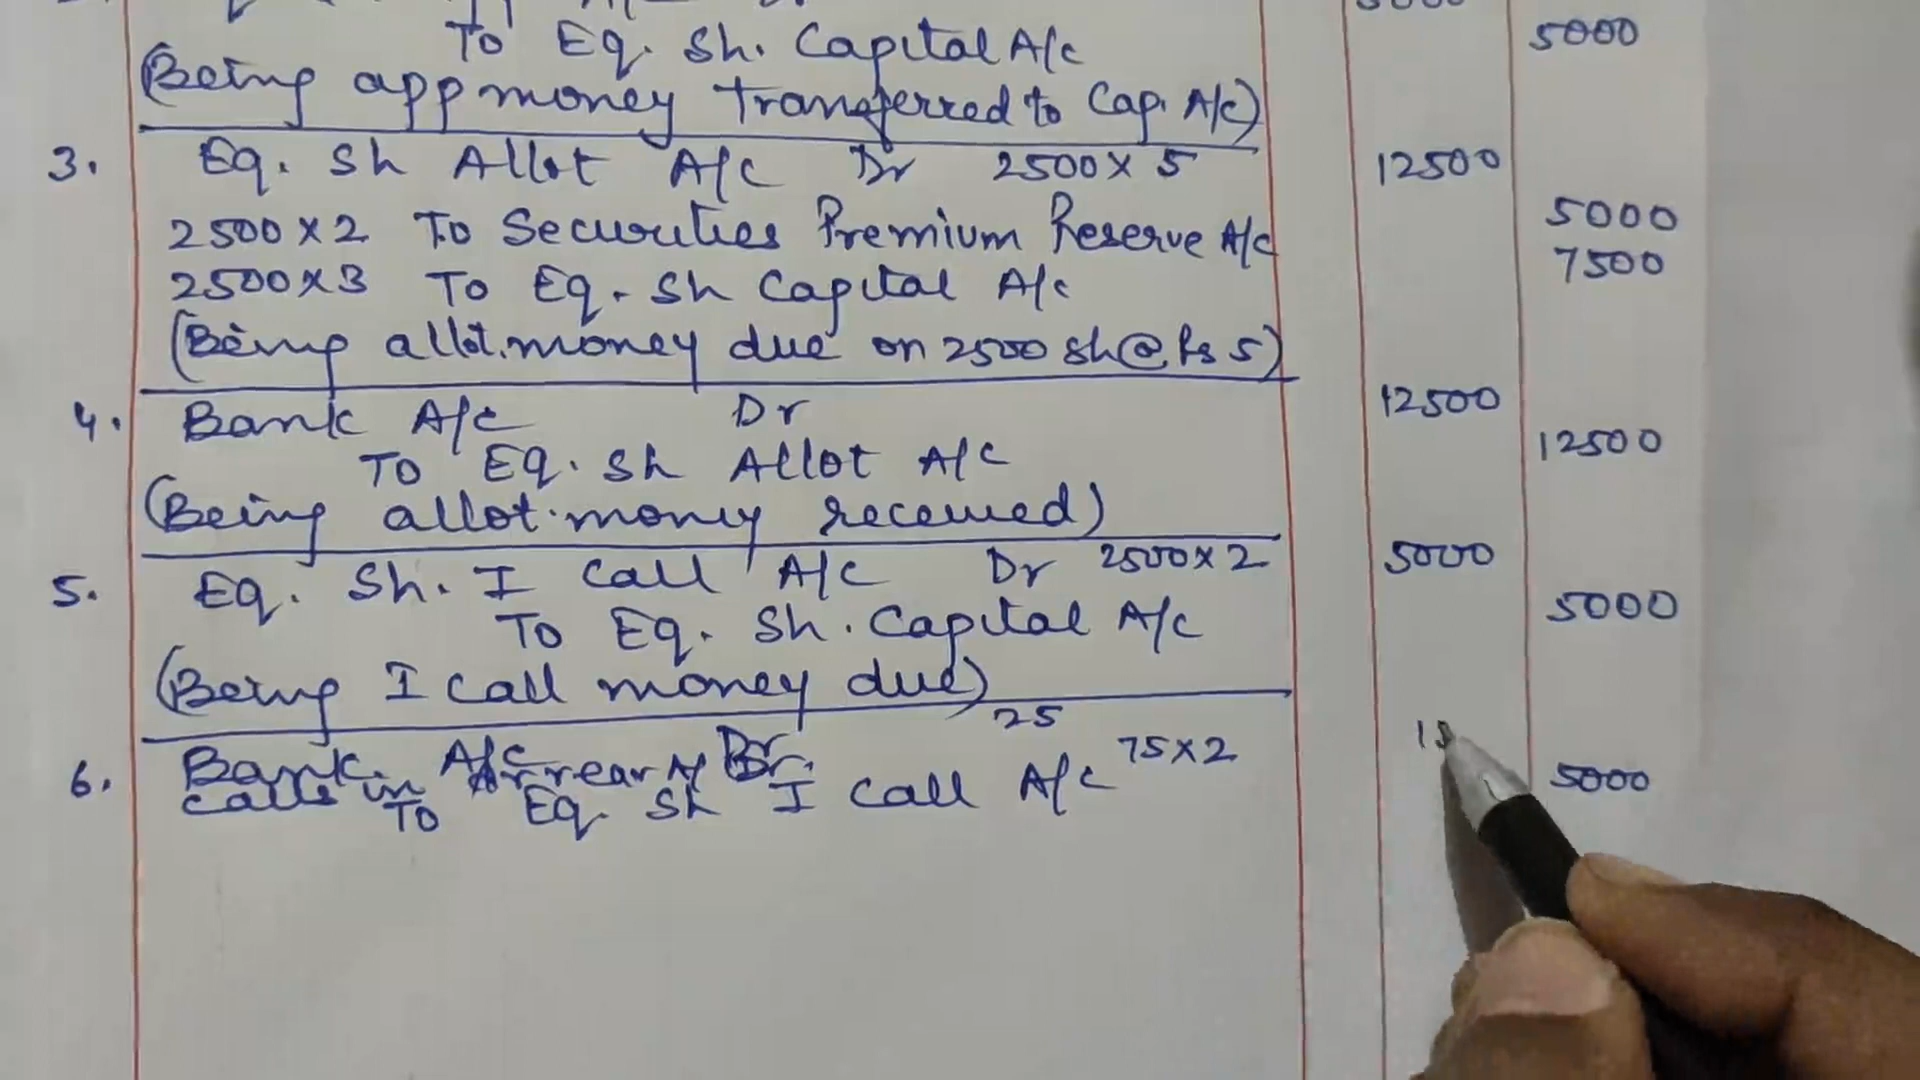 To Eq. Sh. Capital A/c 5000
(Being app money transferred to Cap. A/c)
3. Eq. Sh Allot A/c Dr 2500 x 5 12500
2500 x 2 To Securities Premium Reserve A/c 5000
2500 x 3 To Eq. Sh Capital A/c 7500
(Being allot. money due on 2500 sh @ Rs 5)
4. Bank A/c Dr 12500
To Eq. Sh Allot A/c 12500
(Being allot. money received)
5. Eq. Sh. I Call A/c Dr 2500 x 2 5000
To Eq. Sh. Capital A/c 5000
(Being I call money due)
25
6. Bank A/c Dr.
Calls in Arrear A/c 75 x 2
To Eq. Sh I Call A/c 5000